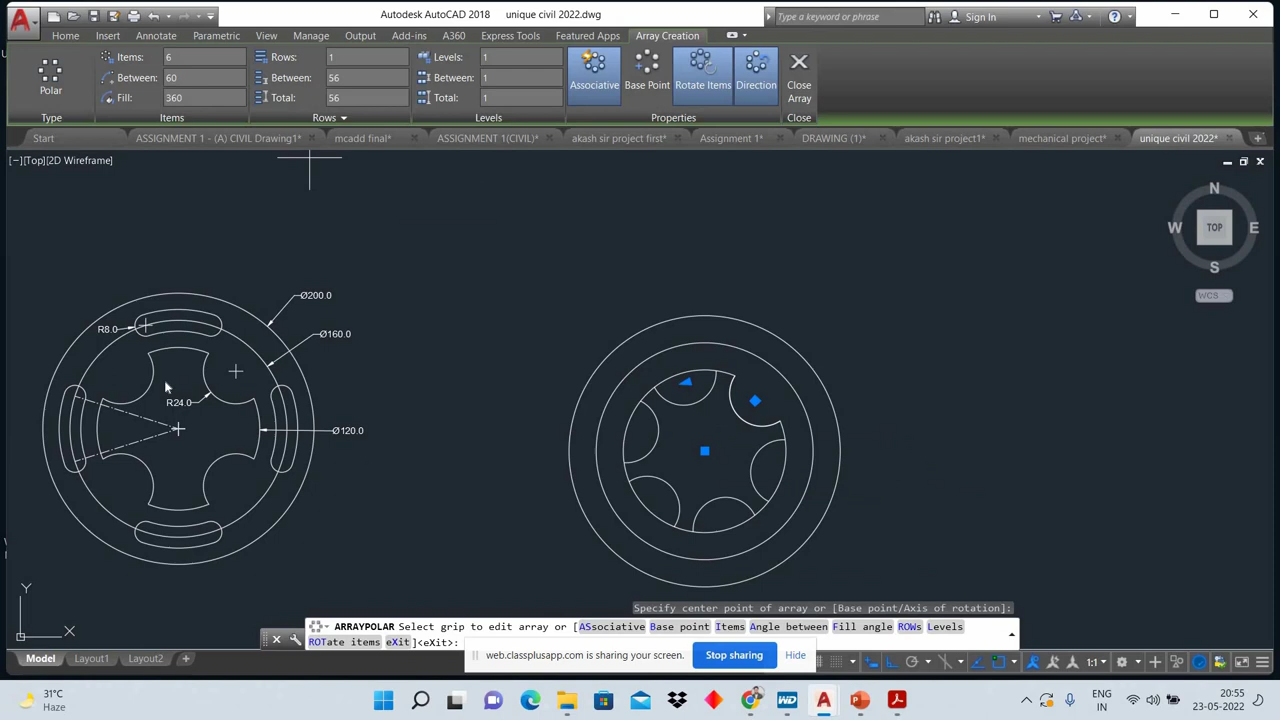 Autodesk AutoCAD 2018 unique civil 2022.dwg
Type a keyword or phrase
Sign In
Home Insert Annotate Parametric View Manage Output Add-ins A360 Express Tools Featured Apps Array Creation
Polar
Items: 6
Between: 60
Fill: 360
Rows: 1
Between: 56
Total: 56
Levels: 1
Between: 1
Total: 1
Associative
Base Point
Rotate Items
Direction
Close
Array
Type Items Rows Levels Properties Close
Start ASSIGNMENT 1 - (A) CIVIL Drawing1* mcadd final* ASSIGNMENT 1(CIVIL)* akash sir project first* Assignment 1* DRAWING (1)* akash sir project1* mechanical project* unique civil 2022*
[−][Top][2D Wireframe]
N
W TOP E
S
WCS
Ø200.0
R8.0
Ø160.0
R24.0
Ø120.0
Y
X
Specify center point of array or [Base point/Axis of rotation]:
ARRAYPOLAR Select grip to edit array or [ASsociative Base point Items Angle between Fill angle ROWs Levels
ROTate items eXit]<eXit>:
web.classplusapp.com is sharing your screen. Stop sharing Hide
Model Layout1 Layout2
1:1
31°C
Haze
WD
ENG
IN
20:55
23-05-2022